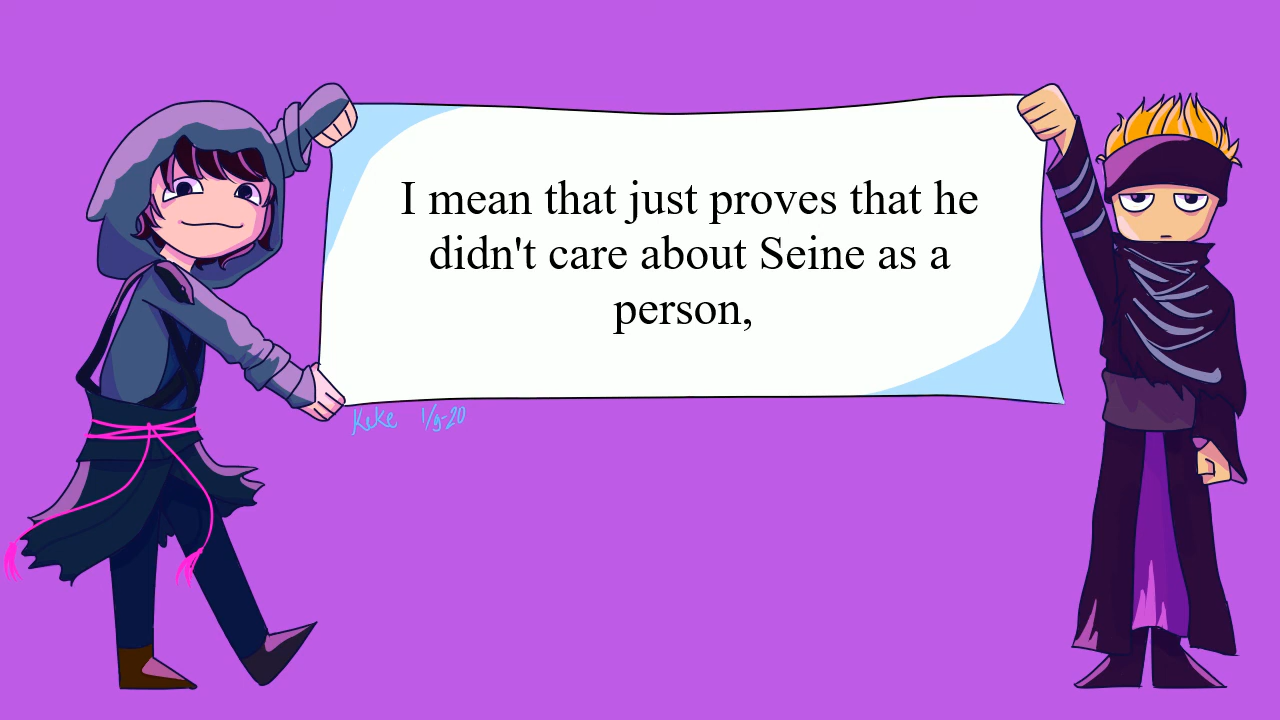 I mean that just proves that he
didn't care about Seine as a
person,
KeKe 1/9-20